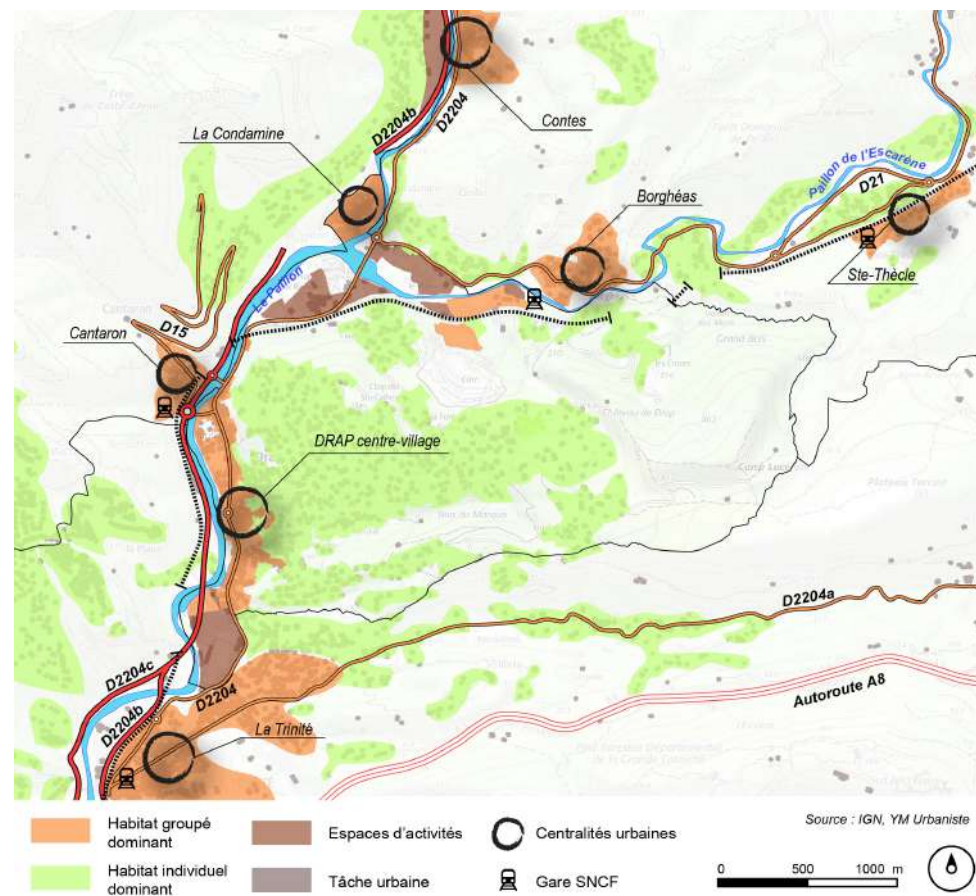 Contes
D2204b
D2204
La Condamine
Paillon de l'Escarène
D21
Borghéas
Ste-Thècle
Le Paillon
Cantaron
D15
Cantaron
DRAP centre-village
D2204a
D2204c
D2204b
D2204
Autoroute A8
La Trinité
Habitat groupé
dominant
Espaces d'activités
Centralités urbaines
Source : IGN, YM Urbaniste
Habitat individuel
dominant
Tâche urbaine
Gare SNCF
0 500 1000 m